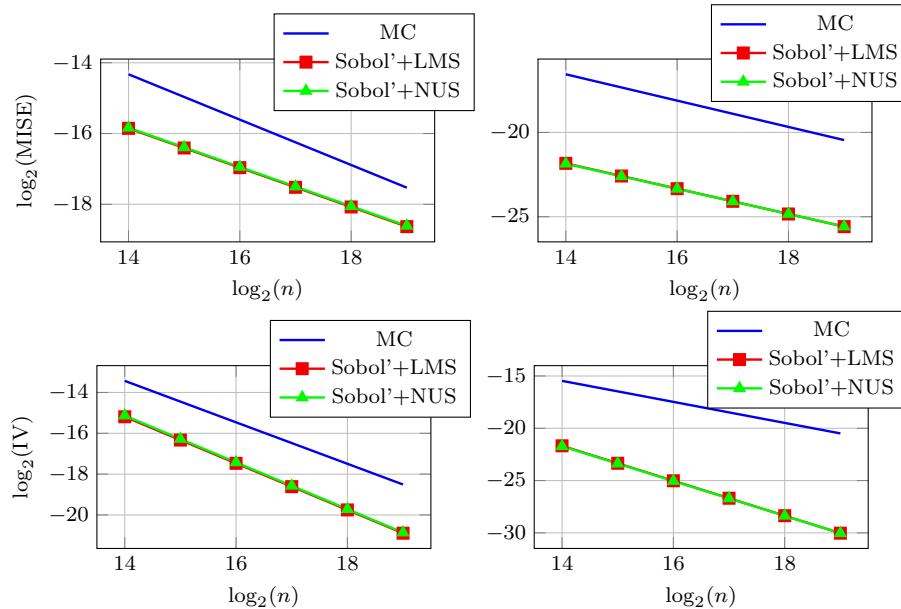 MC
Sobol'+LMS
Sobol'+NUS
−14
−16
−18
log₂(MISE)
14
16
18
log₂(n)
MC
Sobol'+LMS
Sobol'+NUS
−20
−25
14
16
18
log₂(n)
MC
Sobol'+LMS
Sobol'+NUS
−14
−16
−18
−20
log₂(IV)
14
16
18
log₂(n)
MC
Sobol'+LMS
Sobol'+NUS
−15
−20
−25
−30
14
16
18
log₂(n)